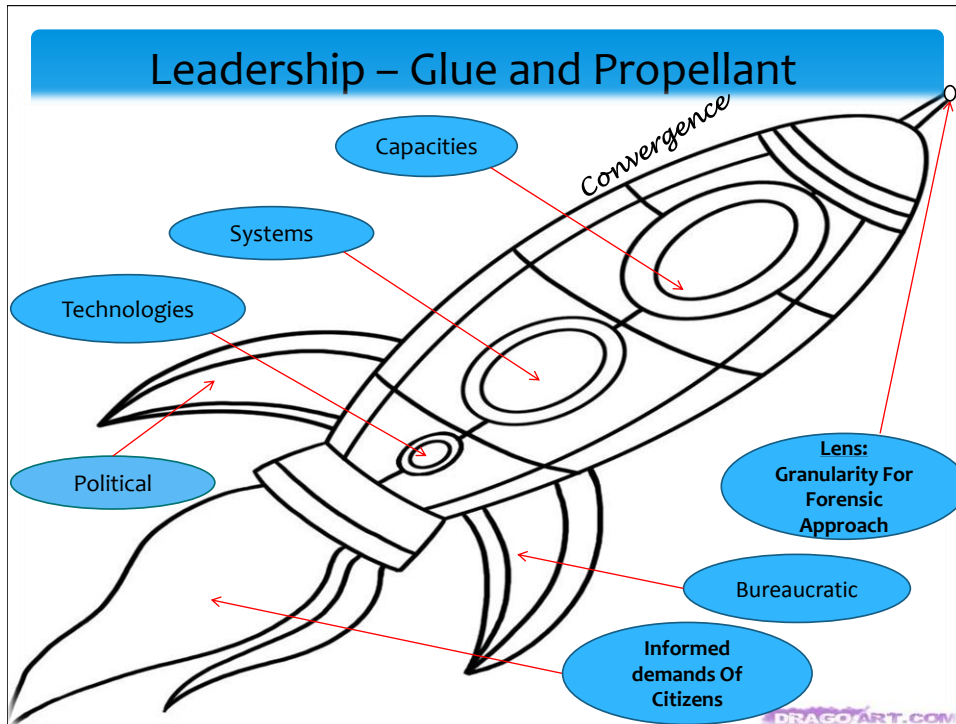 Leadership – Glue and Propellant
Convergence
Capacities
Systems
Technologies
Political
Lens:
Granularity For
Forensic
Approach
Bureaucratic
Informed
demands Of
Citizens
DRAGOART.COM